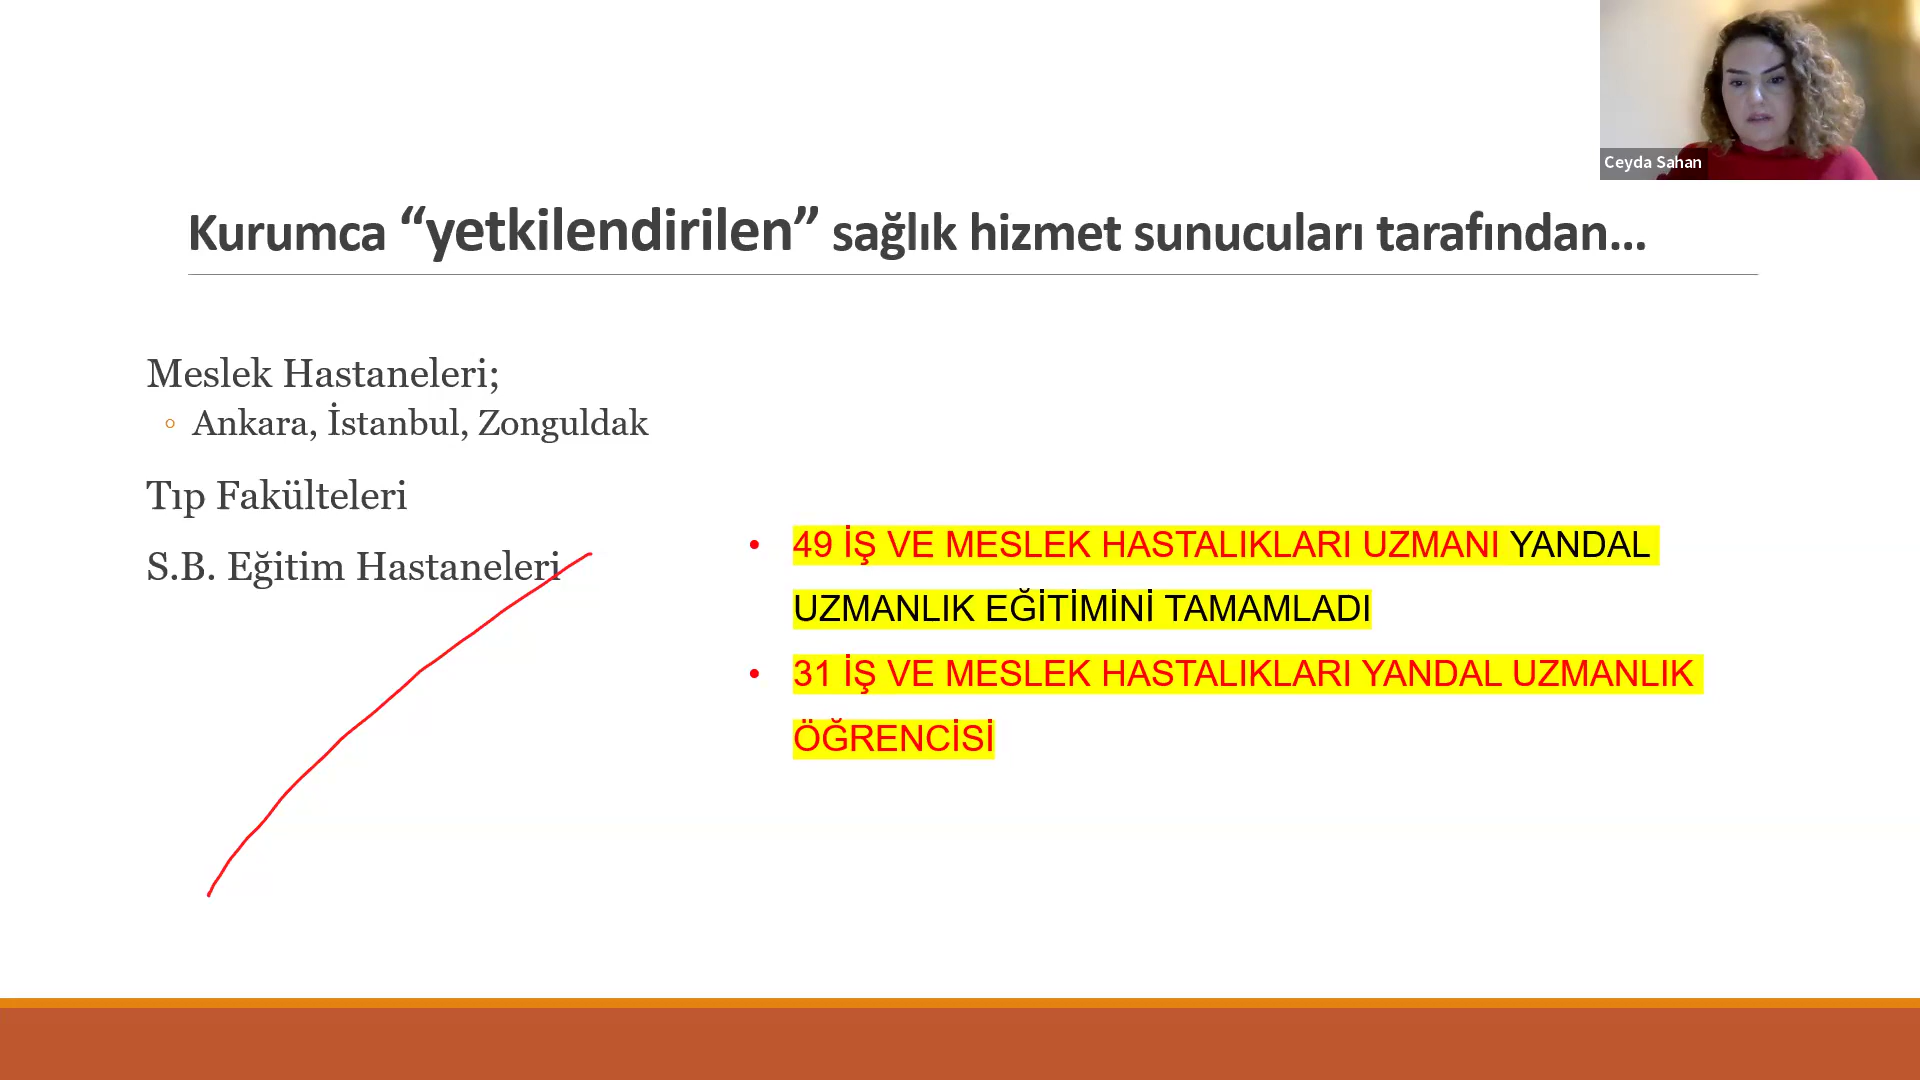 Ceyda Sahan
Kurumca “yetkilendirilen” sağlık hizmet sunucuları tarafından...
Meslek Hastaneleri;
◦ Ankara, İstanbul, Zonguldak
Tıp Fakülteleri
S.B. Eğitim Hastaneleri
• 49 İŞ VE MESLEK HASTALIKLARI UZMANI YANDAL
UZMANLIK EĞİTİMİNİ TAMAMLADI
• 31 İŞ VE MESLEK HASTALIKLARI YANDAL UZMANLIK
ÖĞRENCİSİ